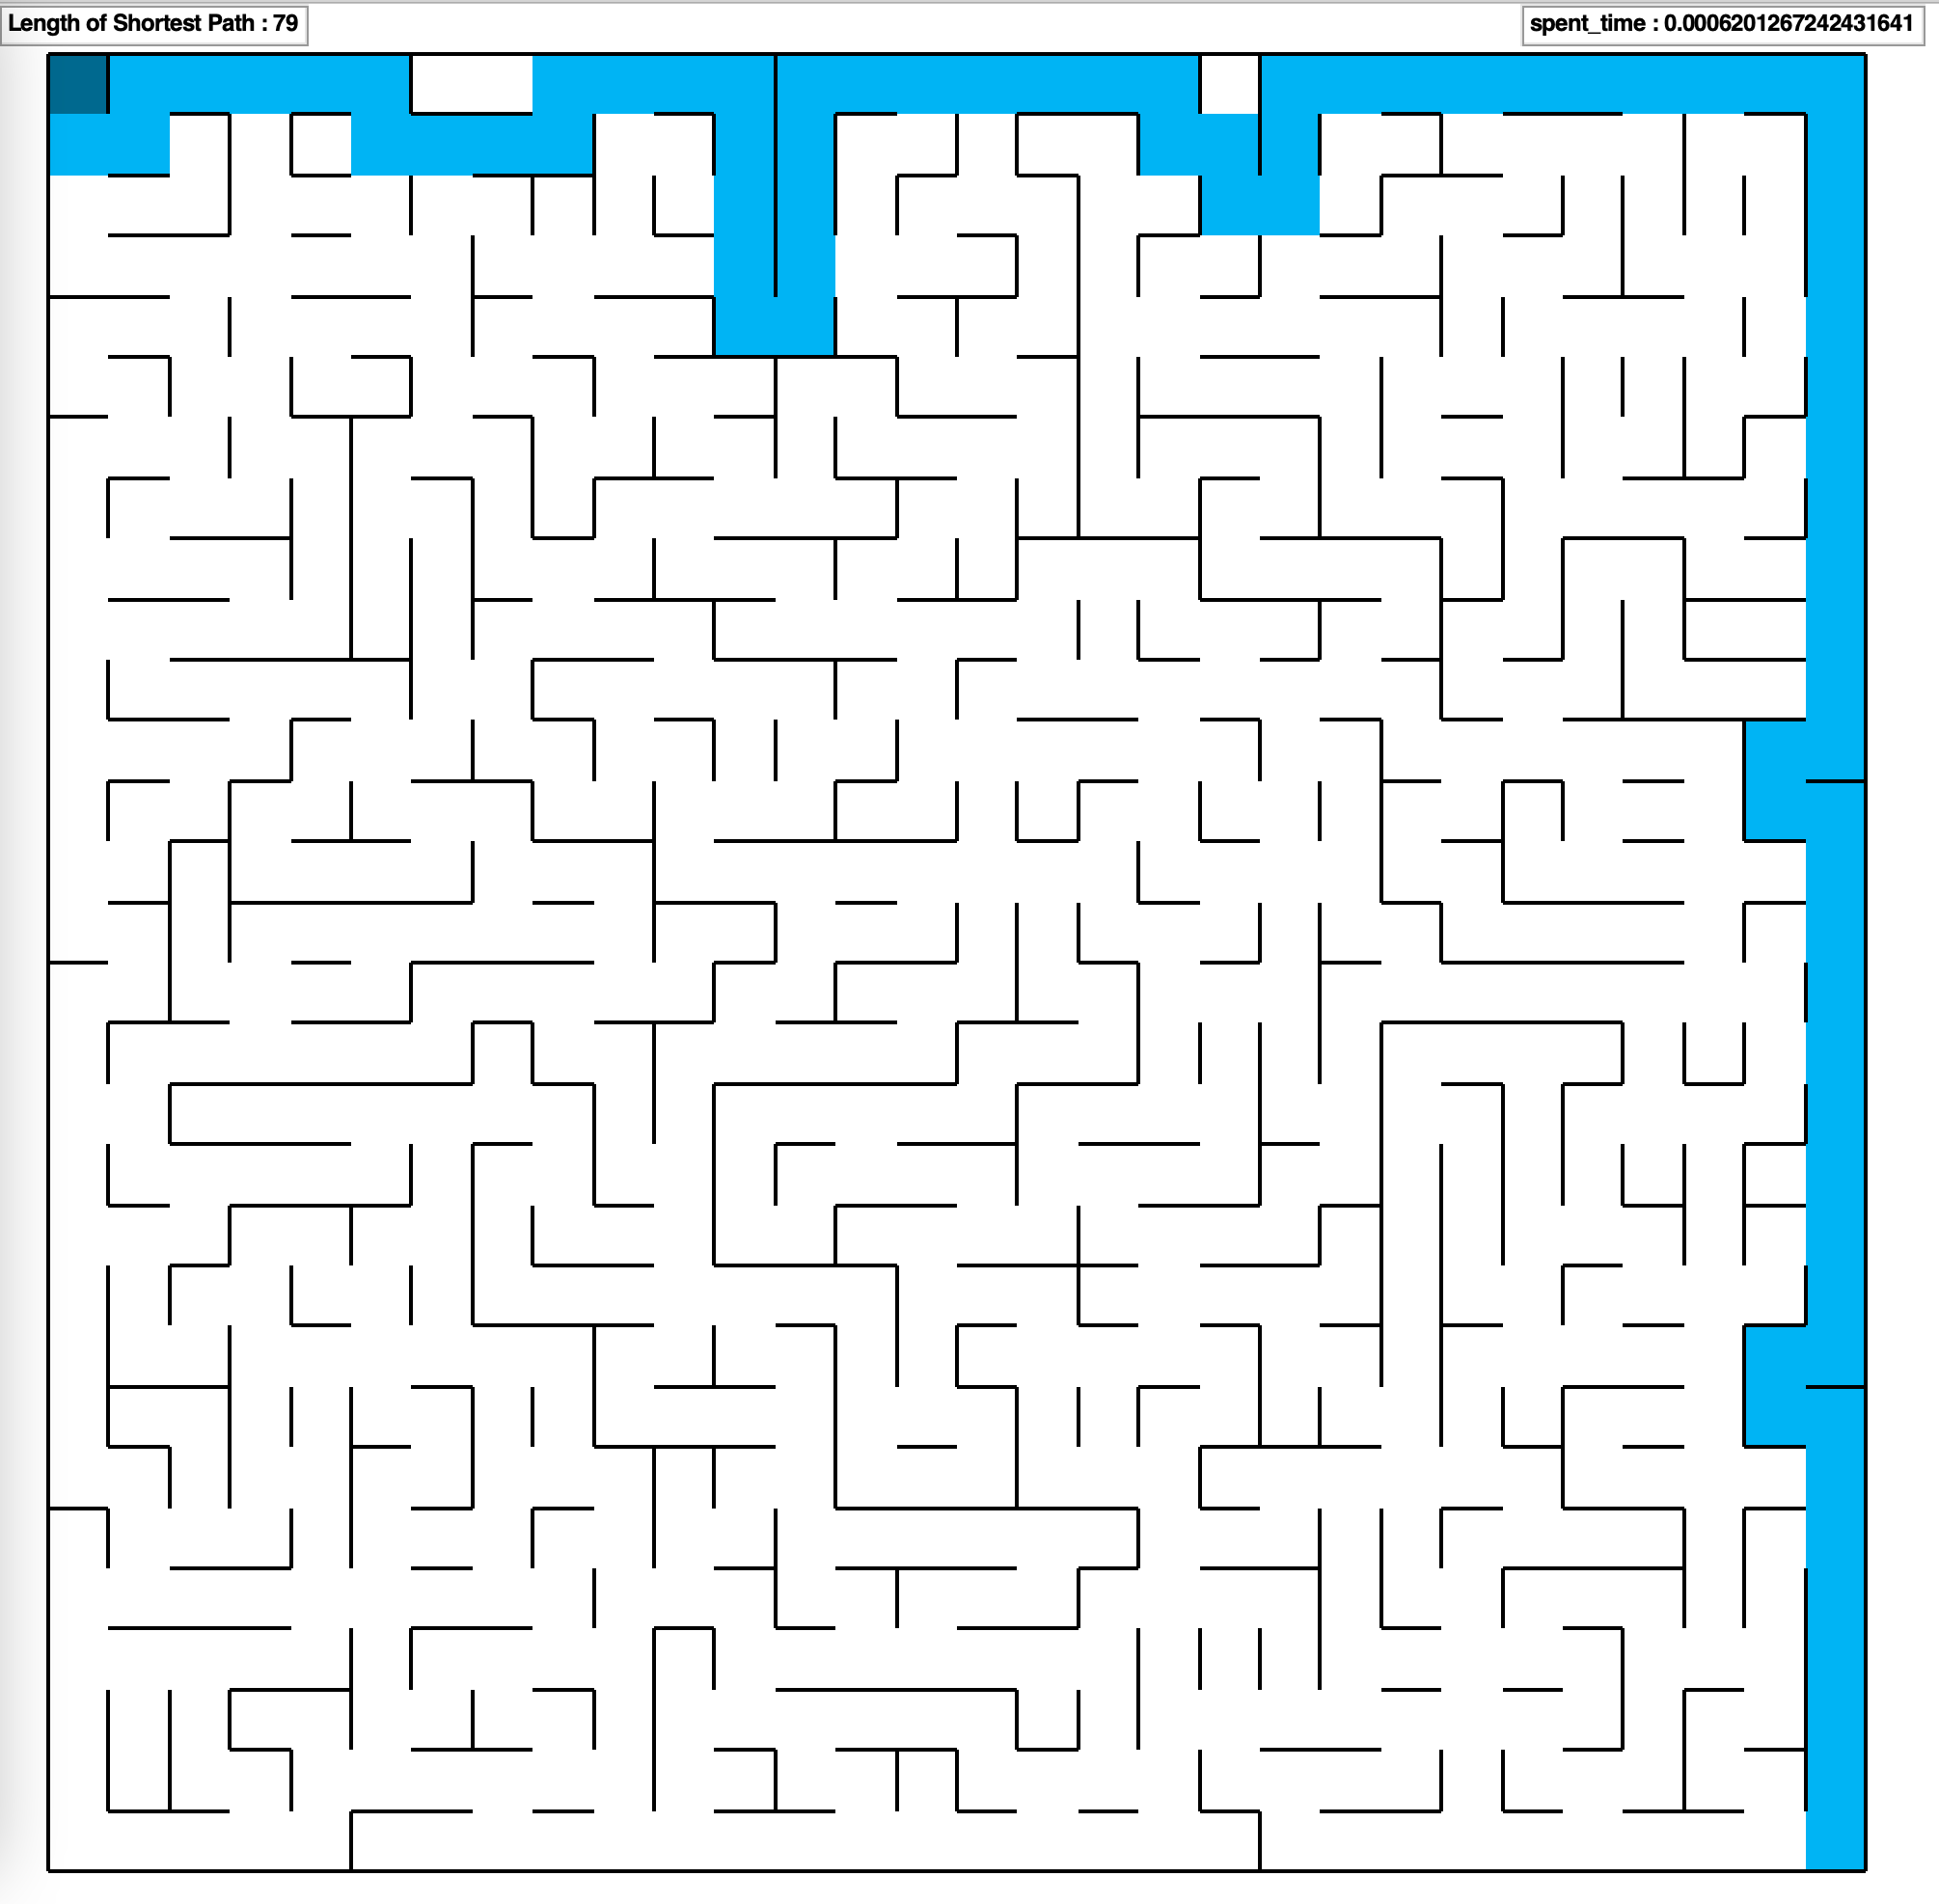 Length of Shortest Path : 79
spent_time : 0.0006201267242431641